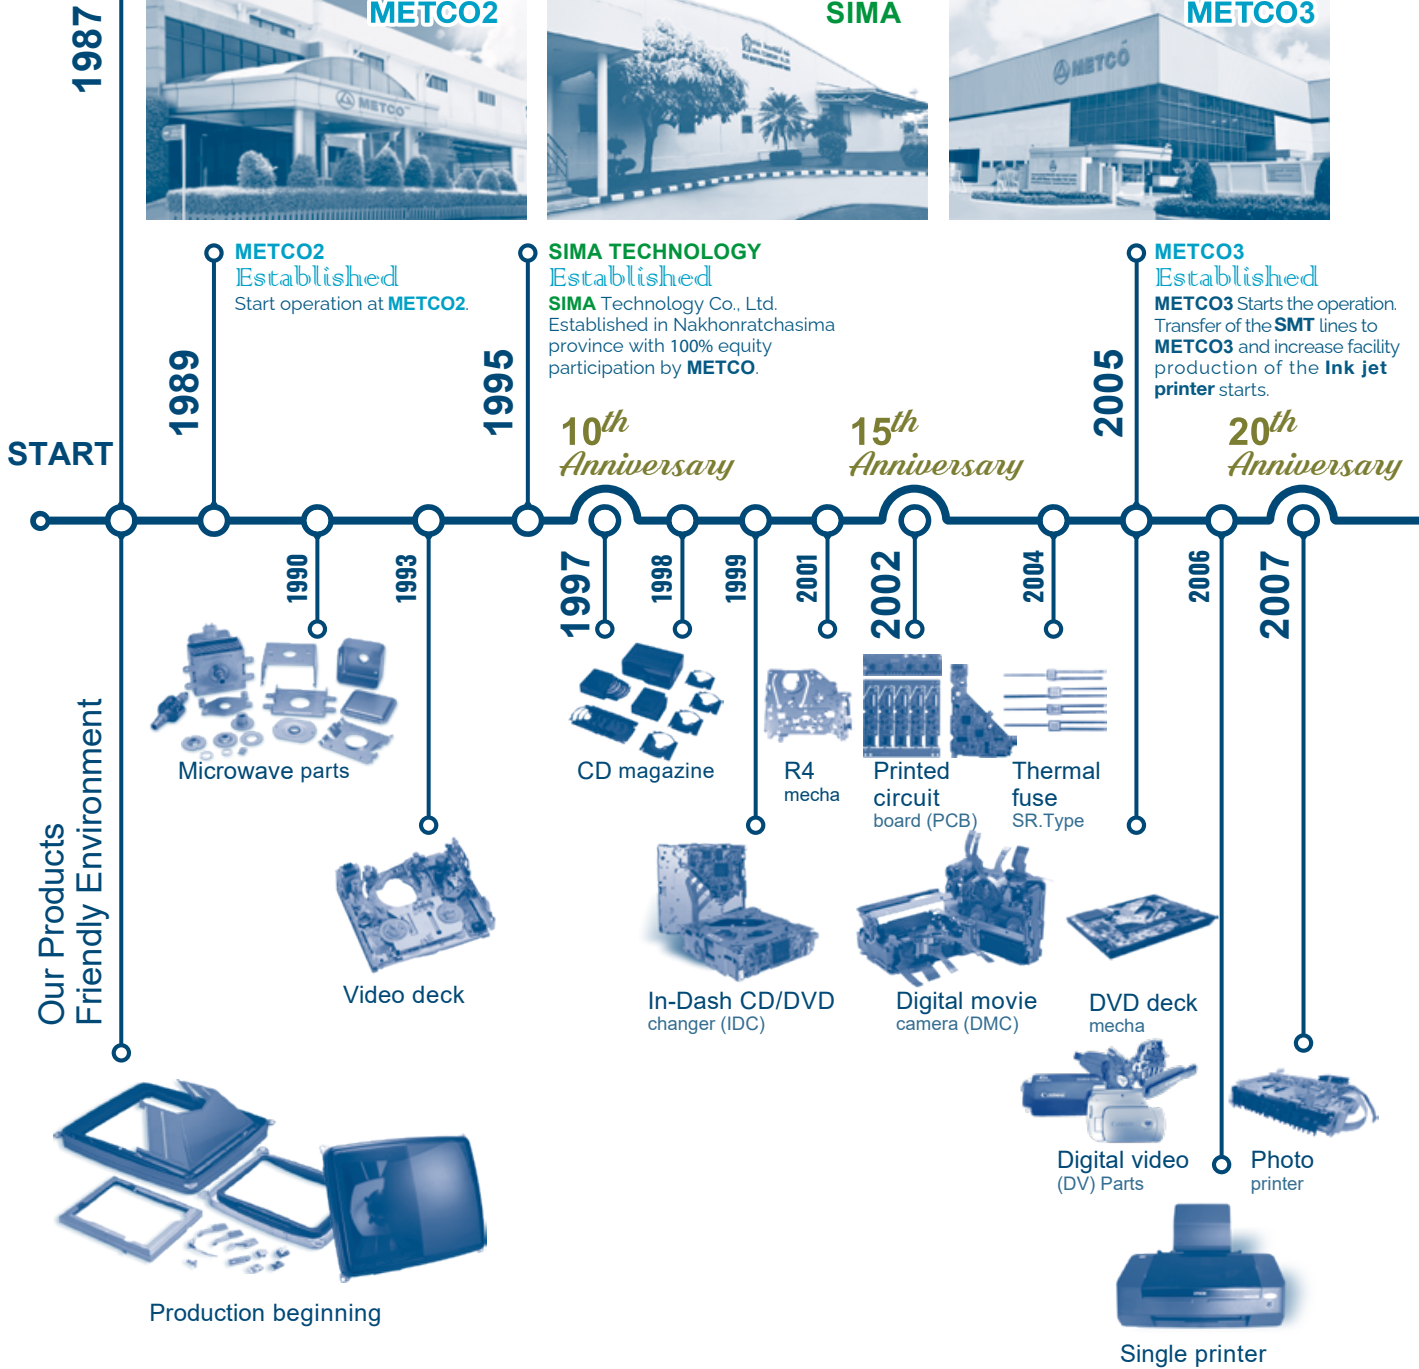 1987
METCO2
SIMA
METCO3
METCO
METCO
METCO2
Established
Start operation at METCO2.
SIMA TECHNOLOGY
Established
SIMA Technology Co., Ltd.
Established in Nakhonratchasima
province with 100% equity
participation by METCO.
METCO3
Established
METCO3 Starts the operation.
Transfer of the SMT lines to
METCO3 and increase facility
production of the Ink jet
printer starts.
1989
1995
2005
START
10th
Anniversary
15th
Anniversary
20th
Anniversary
1990
1993
1997
1998
1999
2001
2002
2004
2006
2007
Our Products
Friendly Environment
Microwave parts
CD magazine
R4
mecha
Printed
circuit
board (PCB)
Thermal
fuse
SR.Type
Video deck
In-Dash CD/DVD
changer (IDC)
Digital movie
camera (DMC)
DVD deck
mecha
Canon
Digital video
(DV) Parts
Photo
printer
Production beginning
EPSON
Single printer